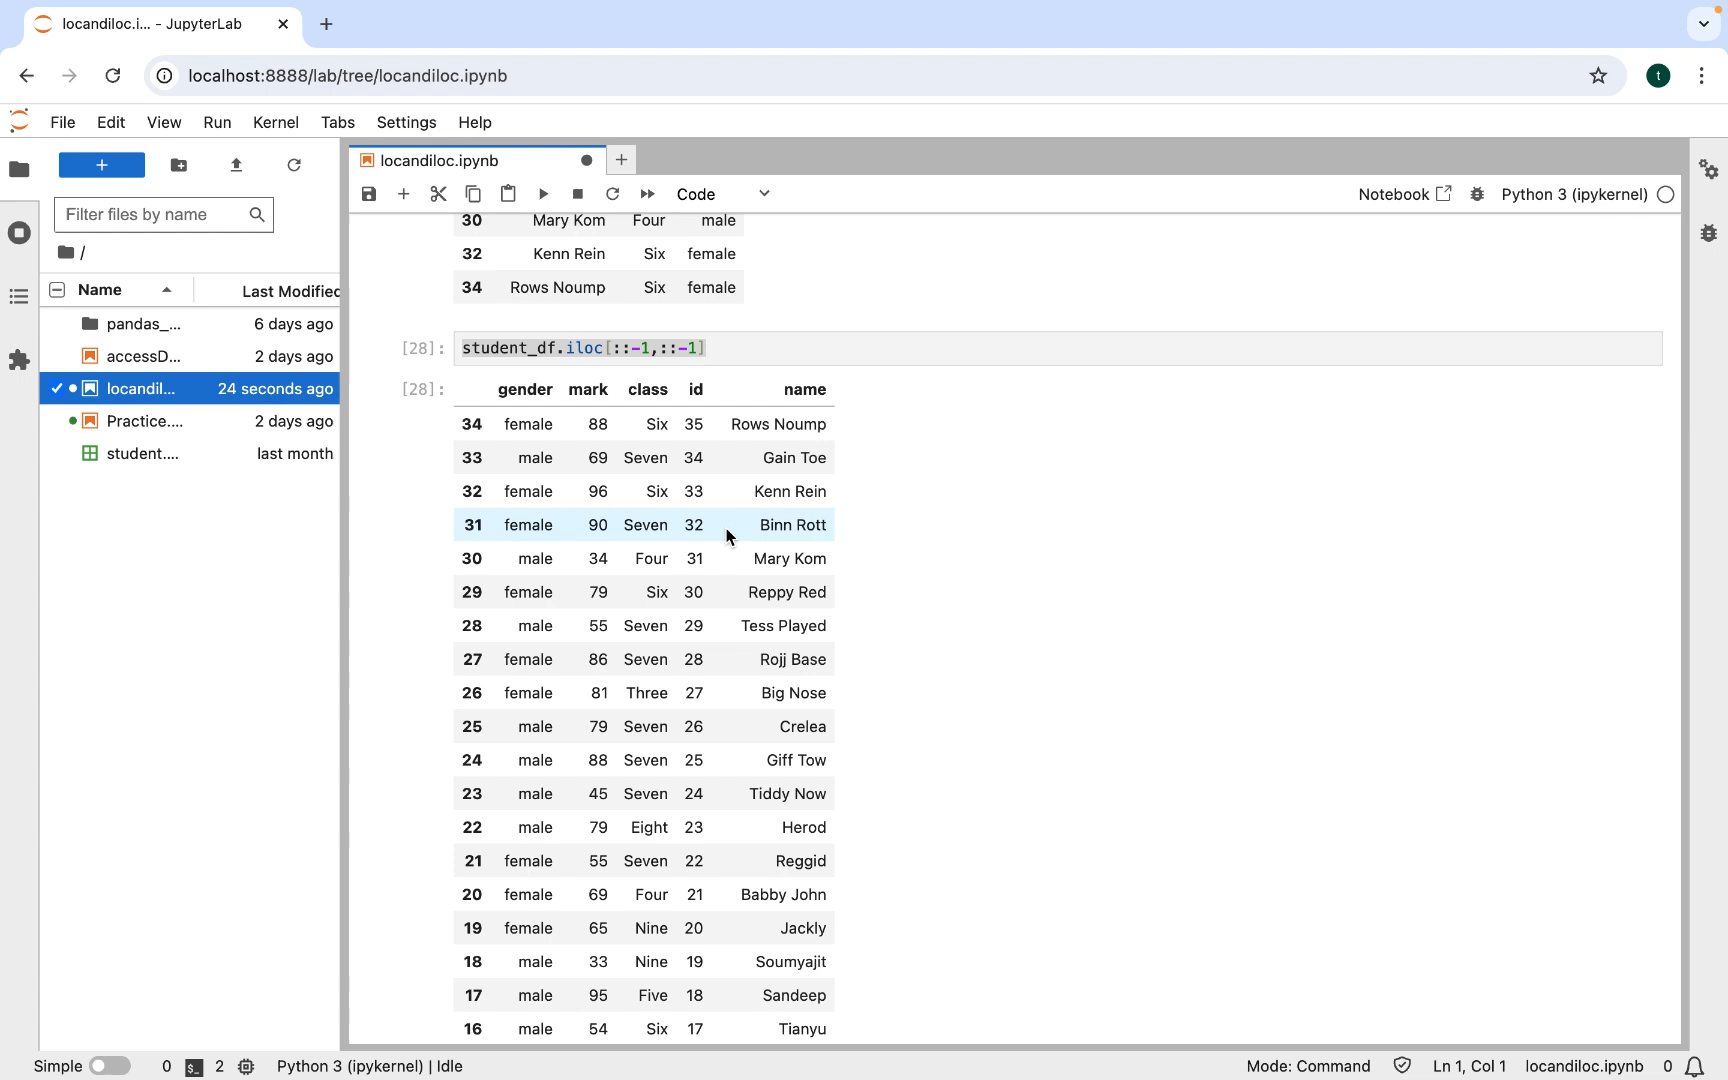 locandiloc.i... - JupyterLab
localhost:8888/lab/tree/locandiloc.ipynb
t
File Edit View Run Kernel Tabs Settings Help
locandiloc.ipynb
Code
Notebook
Python 3 (ipykernel)
Filter files by name
/
Name Last Modified
pandas_... 6 days ago
accessD... 2 days ago
locandil... 24 seconds ago
Practice.... 2 days ago
student.... last month
30 Mary Kom Four male
32 Kenn Rein Six female
34 Rows Noump Six female
[28]: student_df.iloc[::-1,::-1]
[28]: gender mark class id name
34 female 88 Six 35 Rows Noump
33 male 69 Seven 34 Gain Toe
32 female 96 Six 33 Kenn Rein
31 female 90 Seven 32 Binn Rott
30 male 34 Four 31 Mary Kom
29 female 79 Six 30 Reppy Red
28 male 55 Seven 29 Tess Played
27 female 86 Seven 28 Rojj Base
26 female 81 Three 27 Big Nose
25 male 79 Seven 26 Crelea
24 male 88 Seven 25 Giff Tow
23 male 45 Seven 24 Tiddy Now
22 male 79 Eight 23 Herod
21 female 55 Seven 22 Reggid
20 female 69 Four 21 Babby John
19 female 65 Nine 20 Jackly
18 male 33 Nine 19 Soumyajit
17 male 95 Five 18 Sandeep
16 male 54 Six 17 Tianyu
Simple 0 $_ 2 Python 3 (ipykernel) | Idle Mode: Command Ln 1, Col 1 locandiloc.ipynb 0